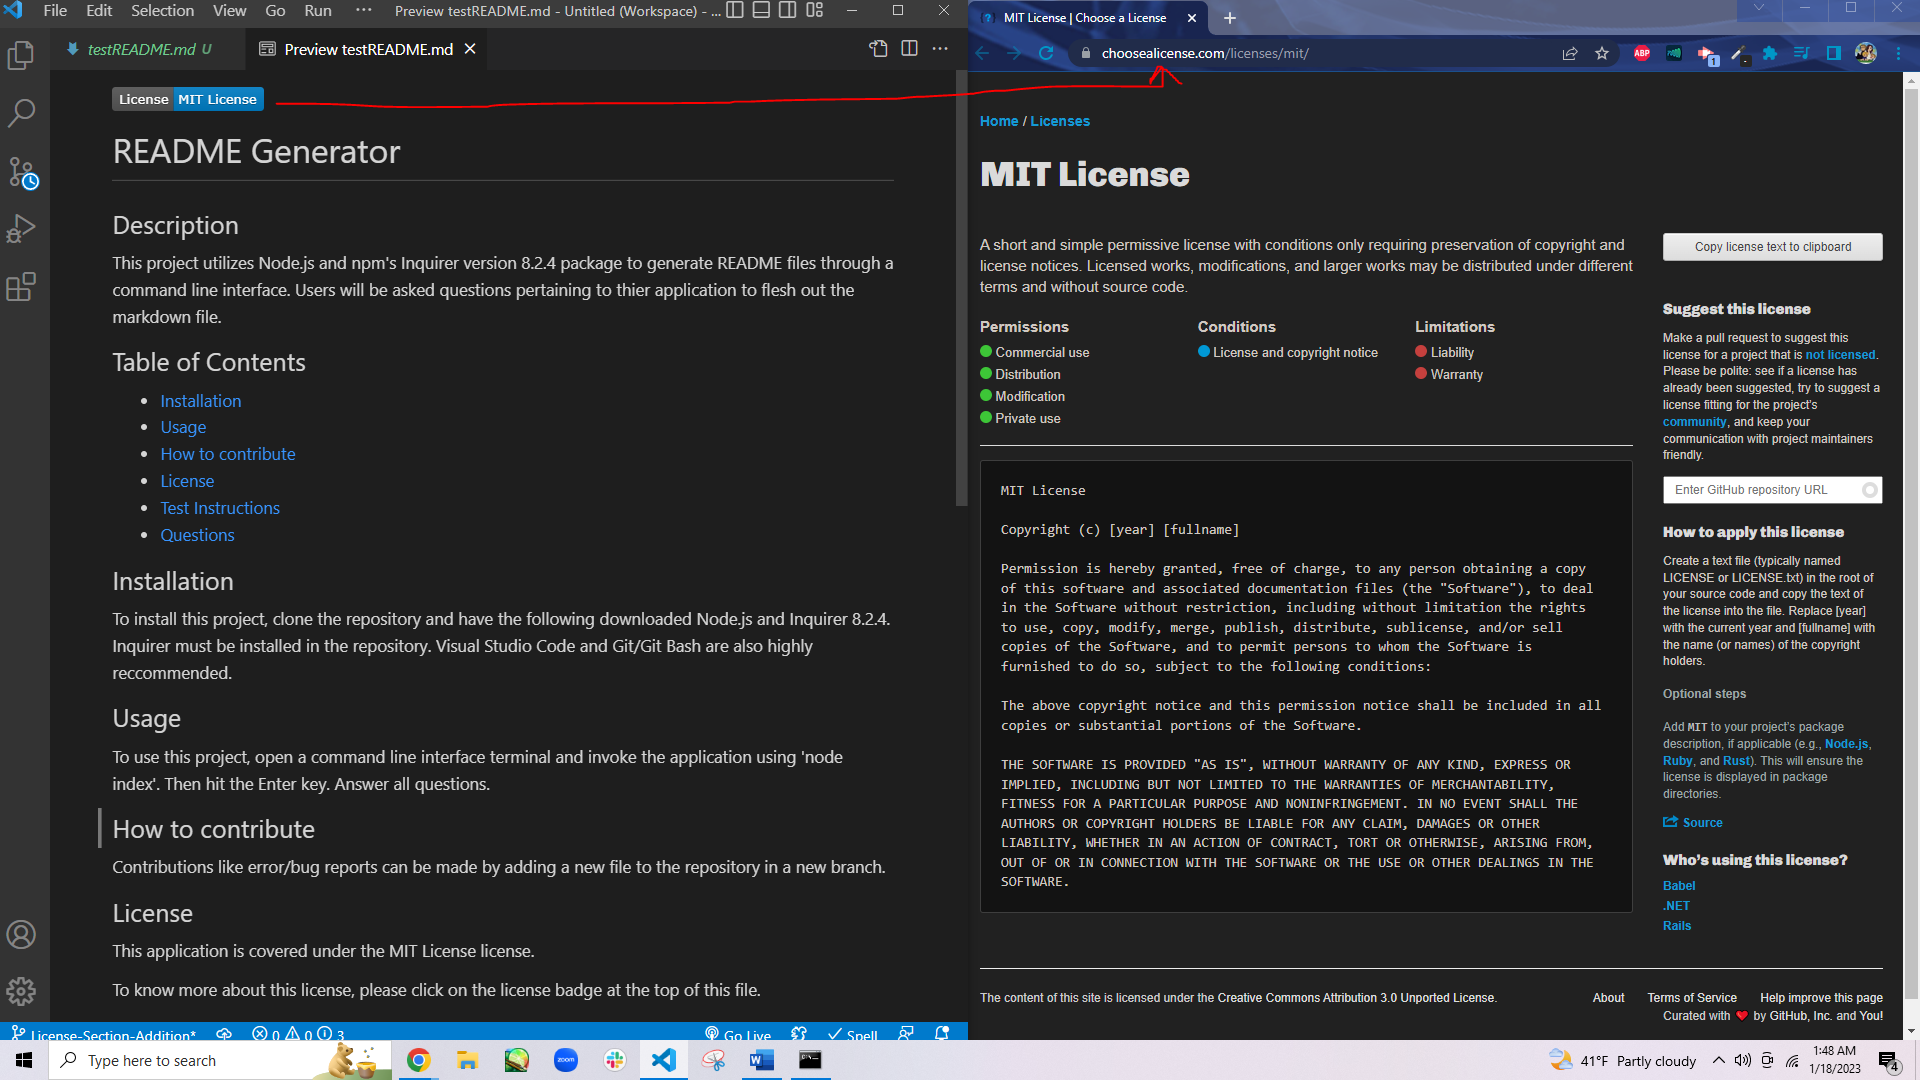 File Edit Selection View Go Run ··· Preview testREADME.md - Untitled (Workspace) - ...
testREADME.md U
Preview testREADME.md
License MIT License
README Generator
Description
This project utilizes Node.js and npm's Inquirer version 8.2.4 package to generate README files through a
command line interface. Users will be asked questions pertaining to thier application to flesh out the
markdown file.
Table of Contents
• Installation
• Usage
• How to contribute
• License
• Test Instructions
• Questions
Installation
To install this project, clone the repository and have the following downloaded Node.js and Inquirer 8.2.4.
Inquirer must be installed in the repository. Visual Studio Code and Git/Git Bash are also highly
reccommended.
Usage
To use this project, open a command line interface terminal and invoke the application using 'node
index'. Then hit the Enter key. Answer all questions.
How to contribute
Contributions like error/bug reports can be made by adding a new file to the repository in a new branch.
License
This application is covered under the MIT License license.
To know more about this license, please click on the license badge at the top of this file.
License-Section-Addition* 0 0 3 Go Live Spell
MIT License | Choose a License
choosealicense.com/licenses/mit/
ABP
1
Home / Licenses
MIT License
A short and simple permissive license with conditions only requiring preservation of copyright and
license notices. Licensed works, modifications, and larger works may be distributed under different
terms and without source code.
Permissions
Commercial use
Distribution
Modification
Private use
Conditions
License and copyright notice
Limitations
Liability
Warranty
MIT License
Copyright (c) [year] [fullname]
Permission is hereby granted, free of charge, to any person obtaining a copy
of this software and associated documentation files (the "Software"), to deal
in the Software without restriction, including without limitation the rights
to use, copy, modify, merge, publish, distribute, sublicense, and/or sell
copies of the Software, and to permit persons to whom the Software is
furnished to do so, subject to the following conditions:
The above copyright notice and this permission notice shall be included in all
copies or substantial portions of the Software.
THE SOFTWARE IS PROVIDED "AS IS", WITHOUT WARRANTY OF ANY KIND, EXPRESS OR
IMPLIED, INCLUDING BUT NOT LIMITED TO THE WARRANTIES OF MERCHANTABILITY,
FITNESS FOR A PARTICULAR PURPOSE AND NONINFRINGEMENT. IN NO EVENT SHALL THE
AUTHORS OR COPYRIGHT HOLDERS BE LIABLE FOR ANY CLAIM, DAMAGES OR OTHER
LIABILITY, WHETHER IN AN ACTION OF CONTRACT, TORT OR OTHERWISE, ARISING FROM,
OUT OF OR IN CONNECTION WITH THE SOFTWARE OR THE USE OR OTHER DEALINGS IN THE
SOFTWARE.
Copy license text to clipboard
Suggest this license
Make a pull request to suggest this
license for a project that is not licensed.
Please be polite: see if a license has
already been suggested, try to suggest a
license fitting for the project's
community, and keep your
communication with project maintainers
friendly.
Enter GitHub repository URL
How to apply this license
Create a text file (typically named
LICENSE or LICENSE.txt) in the root of
your source code and copy the text of
the license into the file. Replace [year]
with the current year and [fullname] with
the name (or names) of the copyright
holders.
Optional steps
Add MIT to your project's package
description, if applicable (e.g., Node.js,
Ruby, and Rust). This will ensure the
license is displayed in package
directories.
Source
Who's using this license?
Babel
.NET
Rails
The content of this site is licensed under the Creative Commons Attribution 3.0 Unported License.
About Terms of Service Help improve this page
Curated with ❤ by GitHub, Inc. and You!
Type here to search
zoom
W
41°F Partly cloudy
1:48 AM
1/18/2023
4